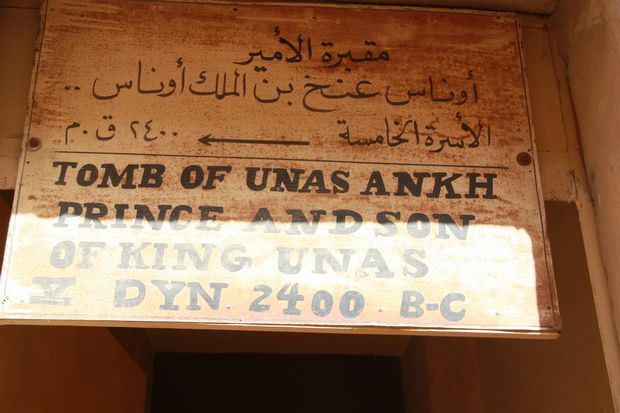 مقبرة الأمير
أوناس عنخ بن الملك أوناس ..
الأسرة الخامسة ← ٢٤٠٠ ق.م
TOMB OF UNAS ANKH
PRINCE AND SON
OF KING UNAS
V DYN. 2400 B-C